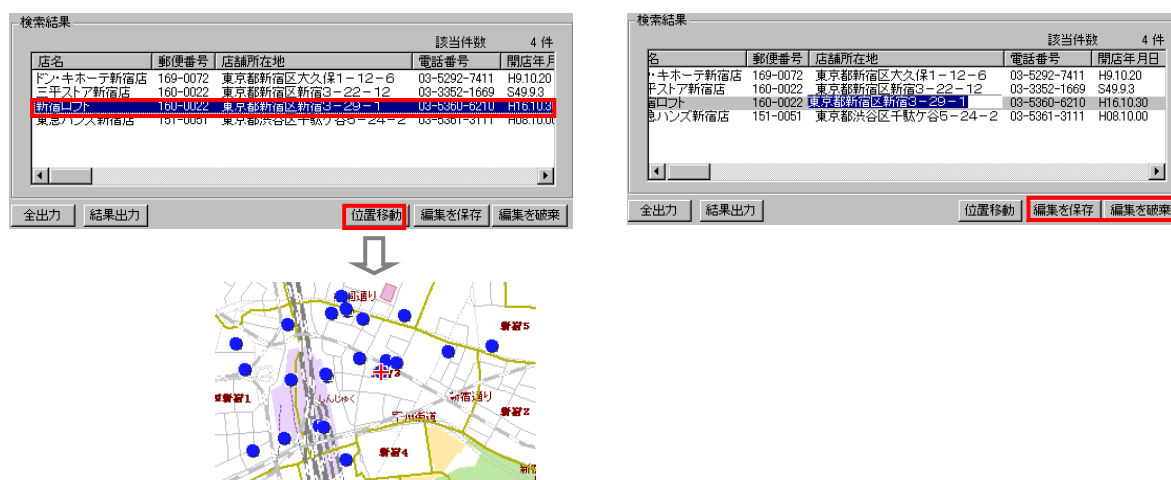 検索結果
該当件数 4 件
店名 郵便番号 店舗所在地 電話番号 開店年月
ドン・キホーテ新宿店 169-0072 東京都新宿区大久保1-12-6 03-5292-7411 H9.10.20
三平ストア新宿店 160-0022 東京都新宿区新宿3-22-12 03-3352-1669 S49.9.3
新宿ロフト 160-0022 東京都新宿区新宿3-29-1 03-5360-6210 H16.10.3
東急ハンズ新宿店 151-0051 東京都渋谷区千駄ケ谷5-24-2 03-5361-3111 H08.10.00
全出力 結果出力 位置移動 編集を保存 編集を破棄
検索結果
該当件数 4 件
名 郵便番号 店舗所在地 電話番号 開店年月日
・キホーテ新宿店 169-0072 東京都新宿区大久保1-12-6 03-5292-7411 H9.10.20
平ストア新宿店 160-0022 東京都新宿区新宿3-22-12 03-3352-1669 S49.9.3
宿ロフト 160-0022 東京都新宿区新宿3-29-1 03-5360-6210 H16.10.30
急ハンズ新宿店 151-0051 東京都渋谷区千駄ケ谷5-24-2 03-5361-3111 H08.10.00
全出力 結果出力 位置移動 編集を保存 編集を破棄
新宿5
新宿1
しんじゅく
新宿通り
新宿2
新宿4